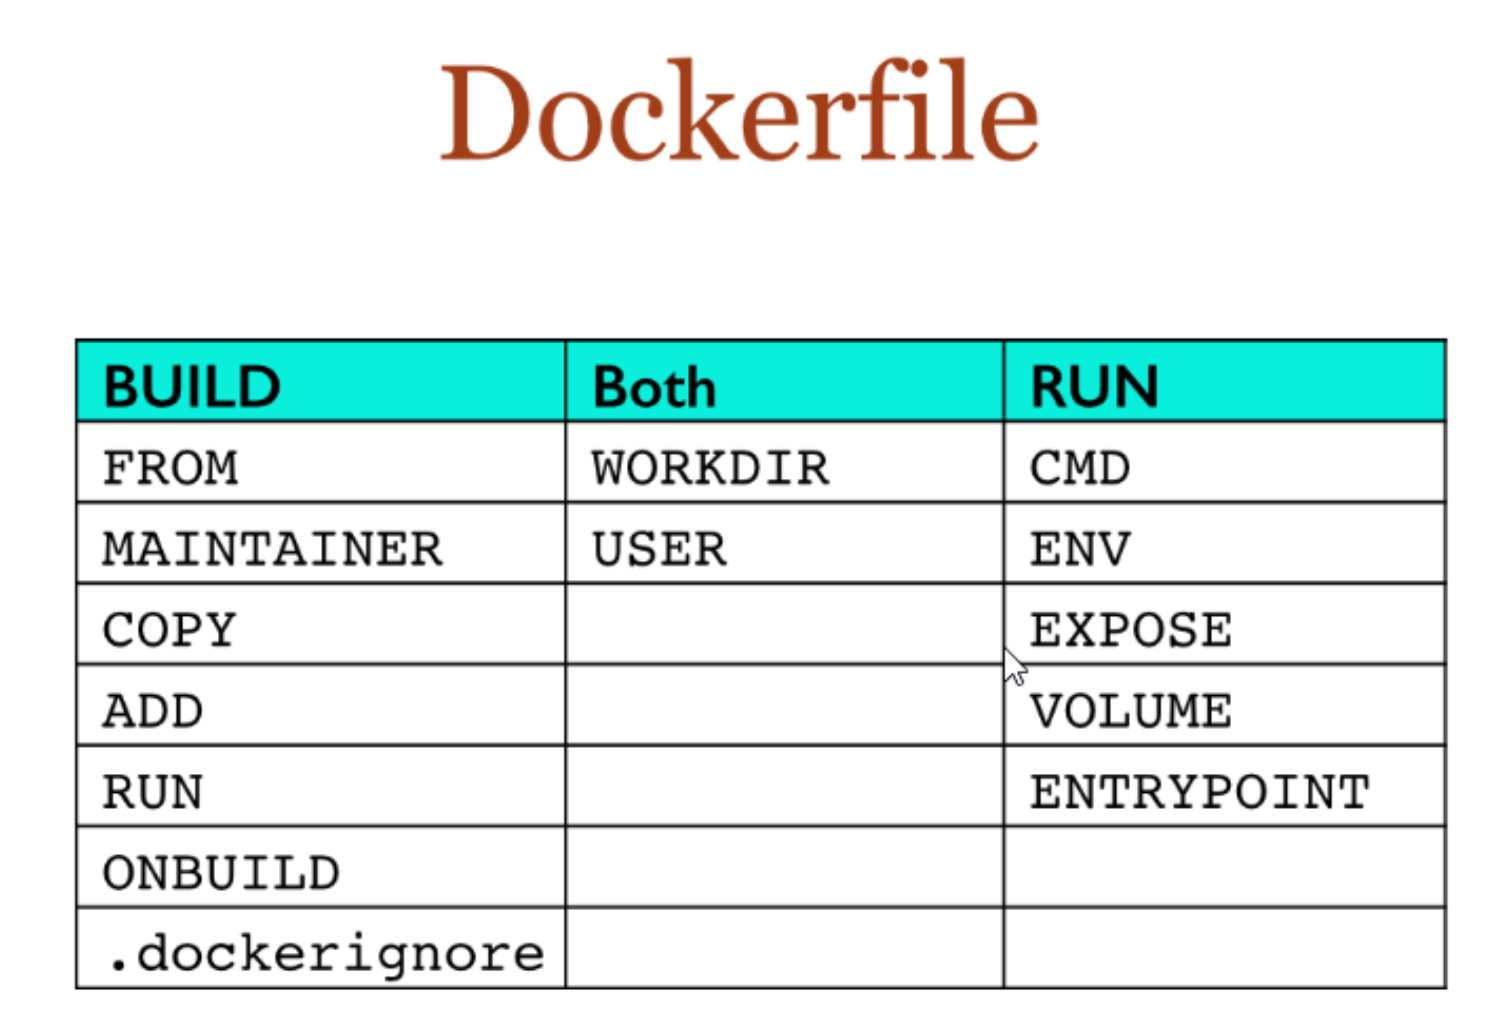 Dockerfile
BUILD Both RUN
FROM WORKDIR CMD
MAINTAINER USER ENV
COPY EXPOSE
ADD VOLUME
RUN ENTRYPOINT
ONBUILD
.dockerignore